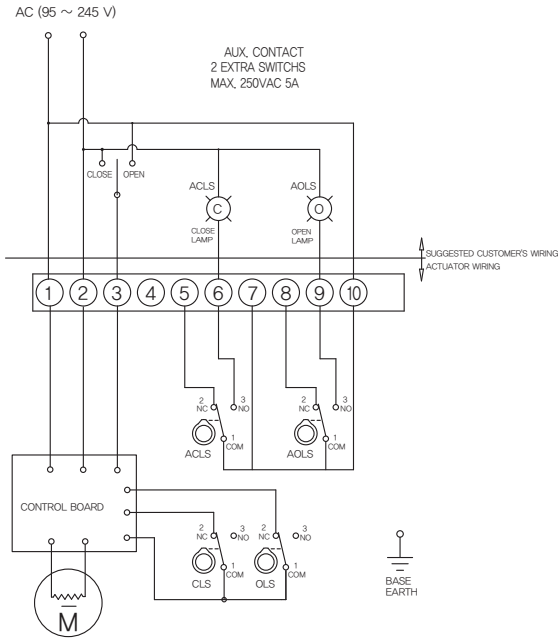 AC (95 ~ 245 V)
AUX. CONTACT
2 EXTRA SWITCHS
MAX. 250VAC 5A
CLOSE
OPEN
ACLS
C
CLOSE
LAMP
AOLS
O
OPEN
LAMP
SUGGESTED CUSTOMER'S WIRING
ACTUATOR WIRING
1 2 3 4 5 6 7 8 9 10
2
NC
3
NO
1
COM
ACLS
2
NC
3
NO
1
COM
AOLS
CONTROL BOARD
2
NC
3
NO
1
COM
CLS
2
NC
3
NO
1
COM
OLS
M
BASE
EARTH